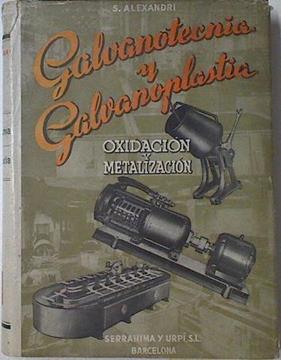 S. ALEXANDRI
Galvanotecnia
y
Galvanoplastia
OXIDACIÓN
Y
METALIZACIÓN
SERRAHIMA Y URPÍ, S.L.
BARCELONA